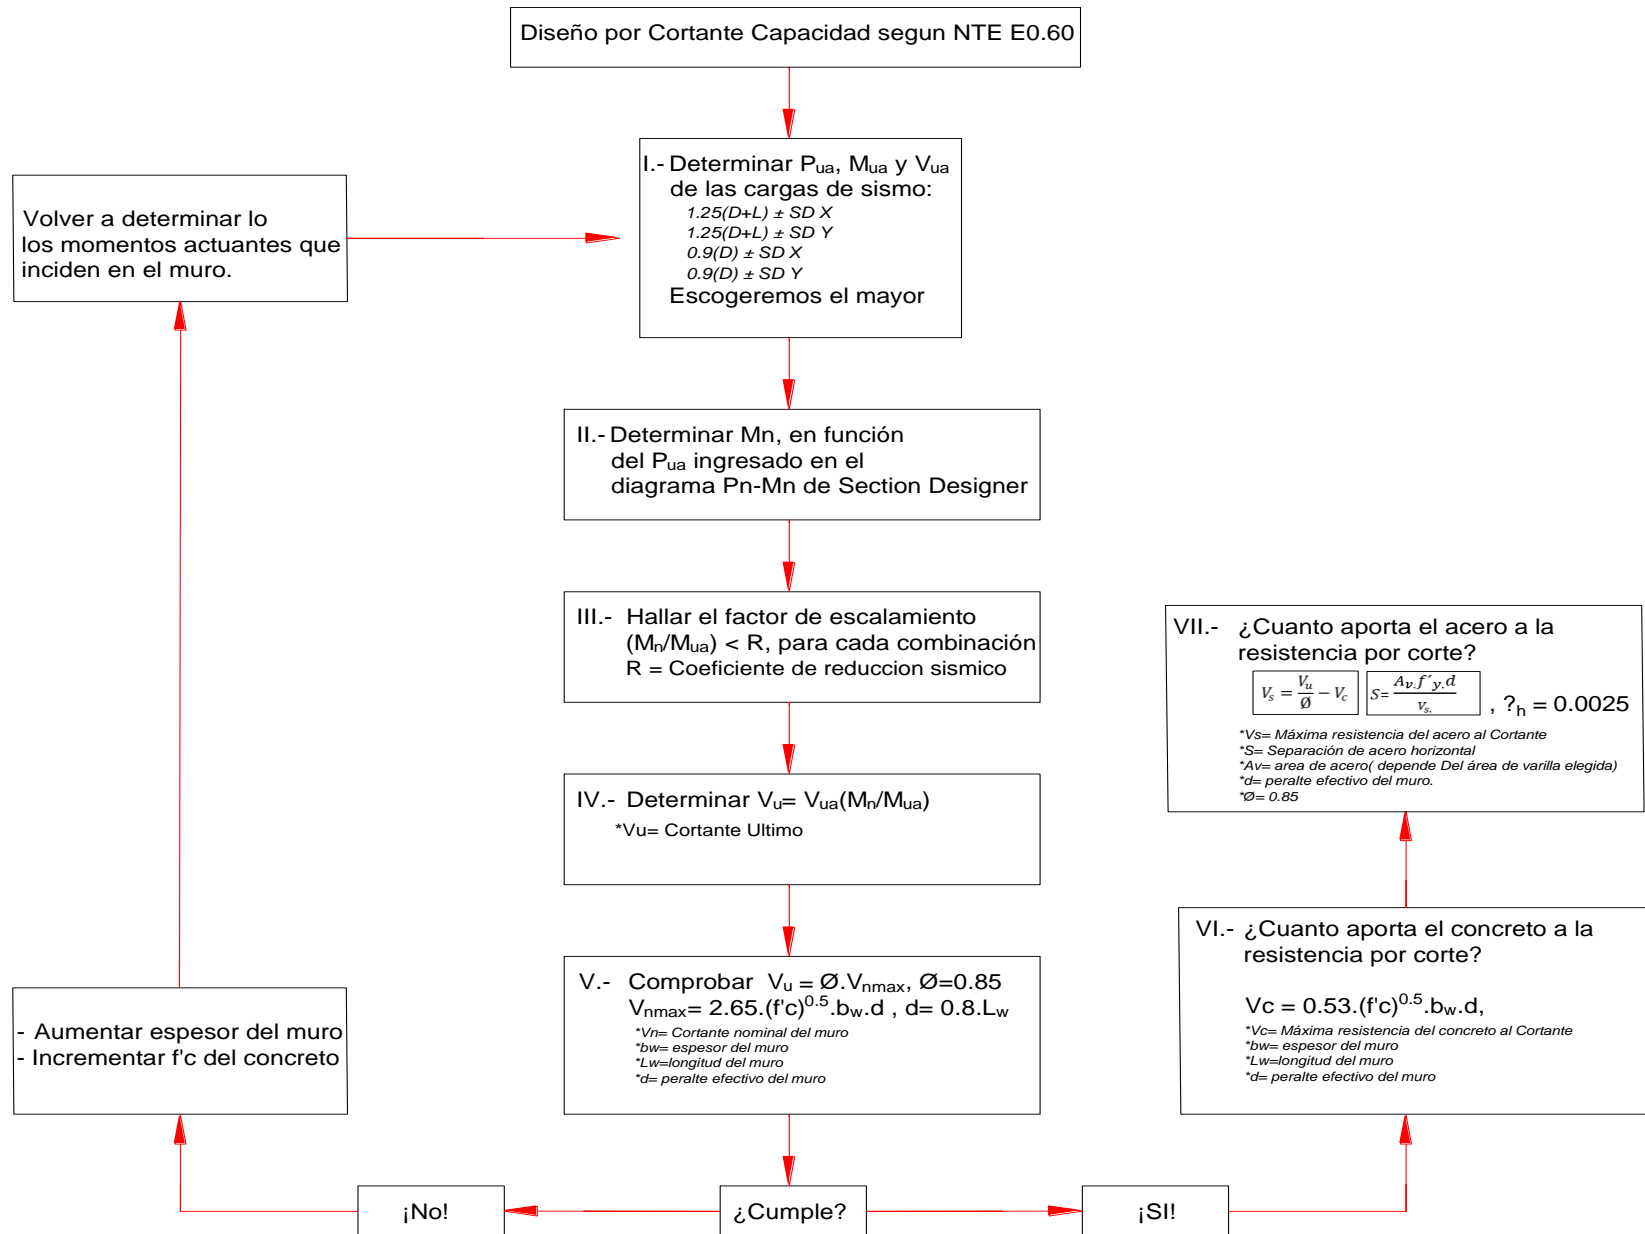 Diseño por Cortante Capacidad segun NTE E0.60
I.- Determinar Pua, Mua y Vua
de las cargas de sismo:
1.25(D+L) ± SD X
1.25(D+L) ± SD Y
0.9(D) ± SD X
0.9(D) ± SD Y
Escogeremos el mayor
Volver a determinar lo
los momentos actuantes que
inciden en el muro.
II.- Determinar Mn, en función
del Pua ingresado en el
diagrama Pn-Mn de Section Designer
III.- Hallar el factor de escalamiento
(Mn/Mua) < R, para cada combinación
R = Coeficiente de reduccion sismico
IV.- Determinar Vu= Vua(Mn/Mua)
*Vu= Cortante Ultimo
V.- Comprobar Vu = Ø.Vnmax, Ø=0.85
Vnmax= 2.65.(f'c)^0.5.bw.d , d= 0.8.Lw
*Vn= Cortante nominal del muro
*bw= espesor del muro
*Lw=longitud del muro
*d= peralte efectivo del muro
¿Cumple?
¡No!
- Aumentar espesor del muro
- Incrementar f'c del concreto
¡SI!
VI.- ¿Cuanto aporta el concreto a la
resistencia por corte?
Vc = 0.53.(f'c)^0.5.bw.d,
*Vc= Máxima resistencia del concreto al Cortante
*bw= espesor del muro
*Lw=longitud del muro
*d= peralte efectivo del muro
VII.- ¿Cuanto aporta el acero a la
resistencia por corte?
Vs = Vu/Ø − Vc S= Av.f´y.d/vs. , ?h = 0.0025
*Vs= Máxima resistencia del acero al Cortante
*S= Separación de acero horizontal
*Av= area de acero( depende Del área de varilla elegida)
*d= peralte efectivo del muro.
*Ø= 0.85